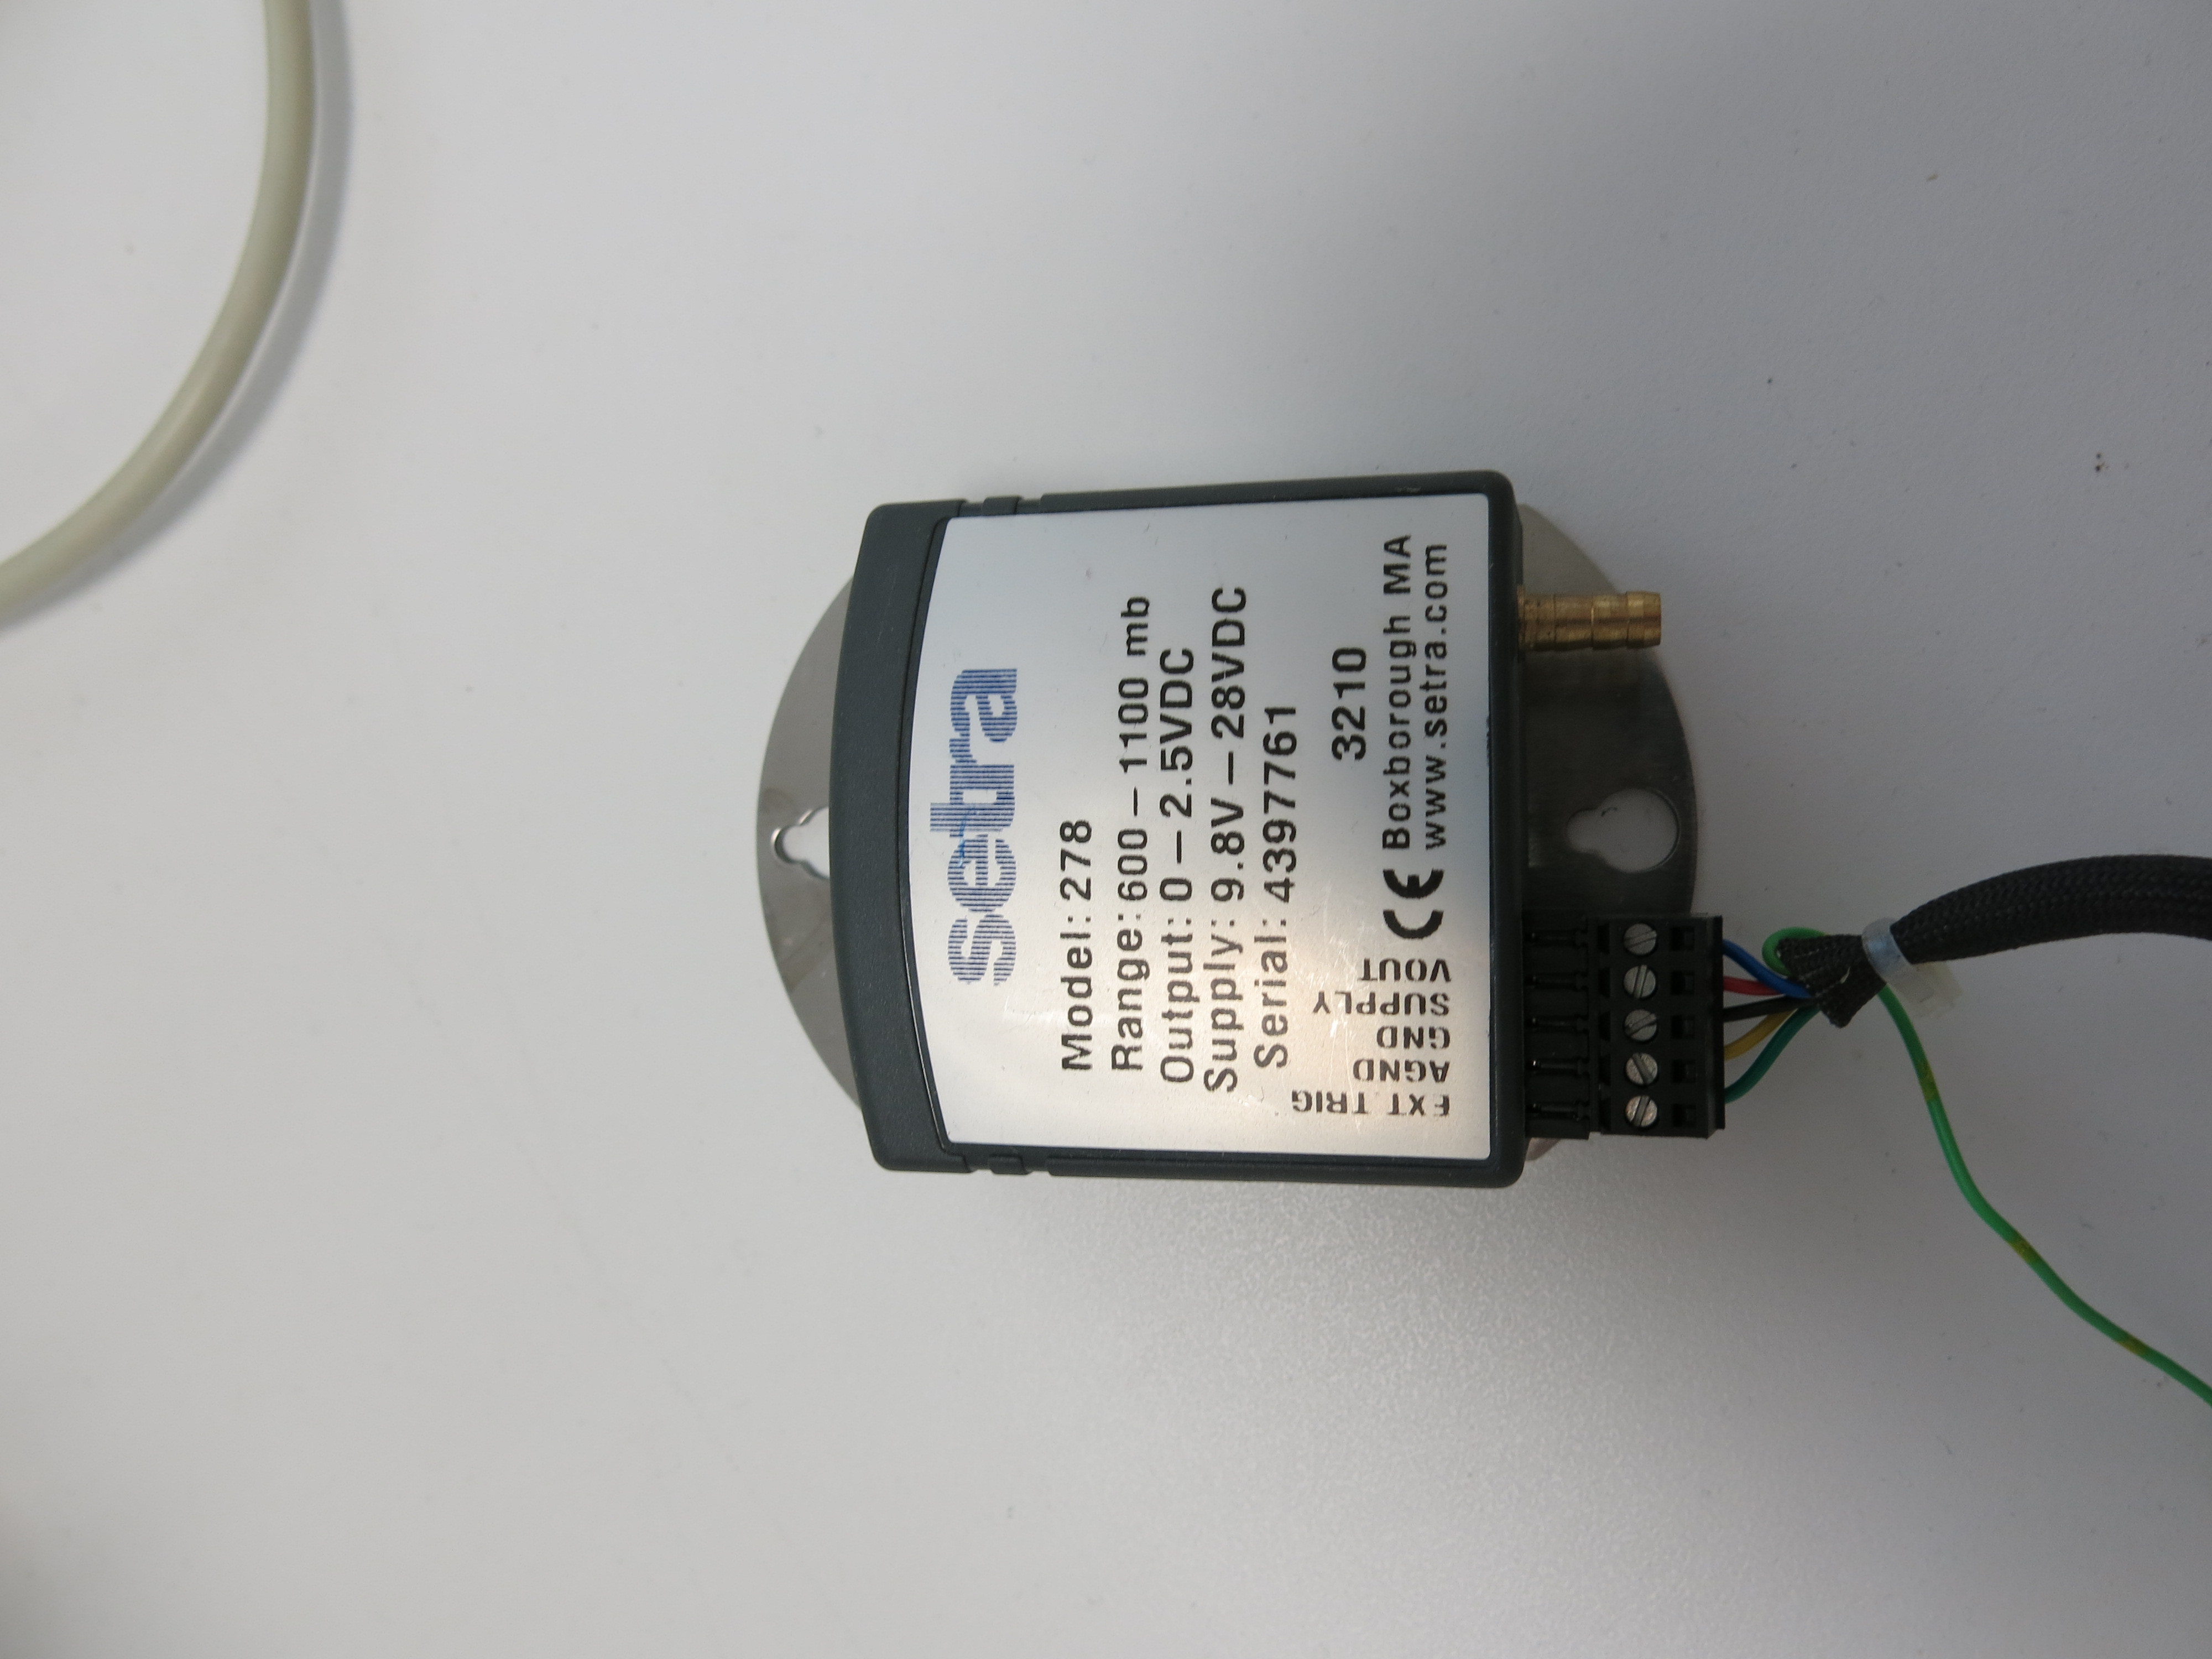 setra
Model: 278
Range: 600 – 1100 mb
Output: 0 – 2.5VDC
Supply: 9.8V – 28VDC
Serial: 4397761
3210
Boxborough MA
www.setra.com
CE
EXT TRIG
AGND
GND
SUPPLY
VOUT